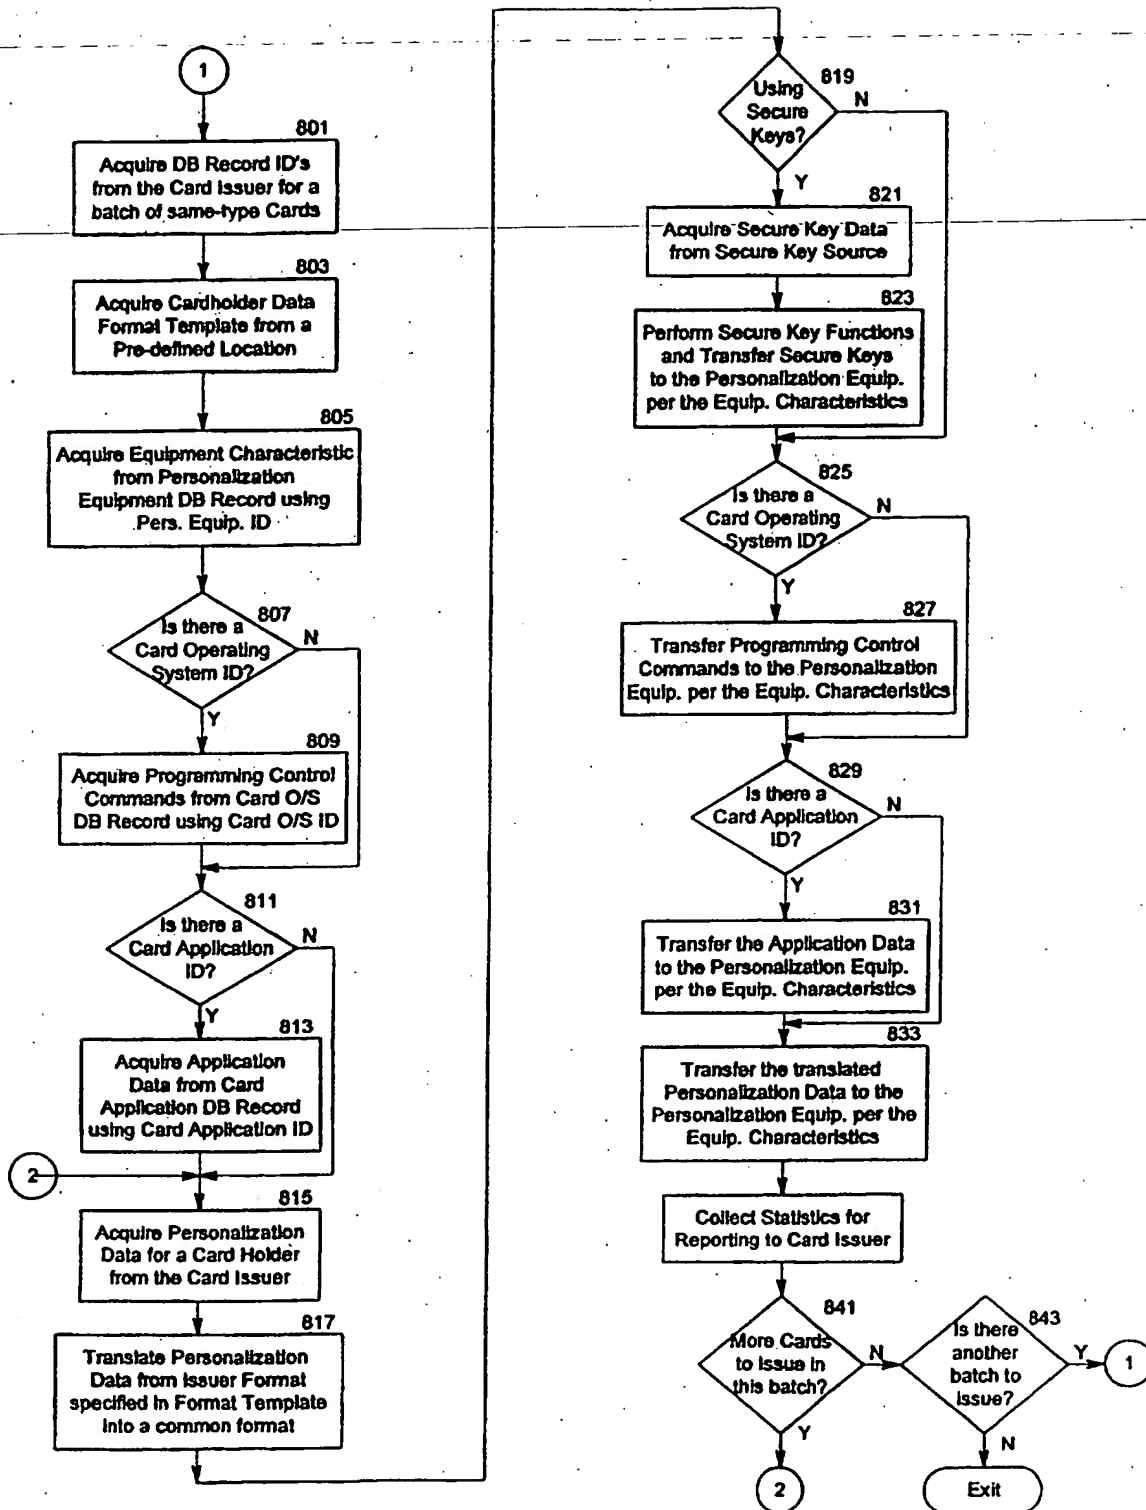 1
801
Acquire DB Record ID's
from the Card Issuer for a
batch of same-type Cards
803
Acquire Cardholder Data
Format Template from a
Pre-defined Location
805
Acquire Equipment Characteristic
from Personalization
Equipment DB Record using
Pers. Equip. ID
807
Is there a
Card Operating
System ID?
N
Y
809
Acquire Programming Control
Commands from Card O/S
DB Record using Card O/S ID
811
Is there a
Card Application
ID?
N
Y
813
Acquire Application
Data from Card
Application DB Record
using Card Application ID
2
815
Acquire Personalization
Data for a Card Holder
from the Card Issuer
817
Translate Personalization
Data from Issuer Format
specified in Format Template
into a common format
819
Using
Secure
Keys?
N
Y
821
Acquire Secure Key Data
from Secure Key Source
823
Perform Secure Key Functions
and Transfer Secure Keys
to the Personalization Equip.
per the Equip. Characteristics
825
Is there a
Card Operating
System ID?
N
Y
827
Transfer Programming Control
Commands to the Personalization
Equip. per the Equip. Characteristics
829
Is there a
Card Application
ID?
N
Y
831
Transfer the Application Data
to the Personalization Equip.
per the Equip. Characteristics
833
Transfer the translated
Personalization Data to the
Personalization Equip. per the
Equip. Characteristics
Collect Statistics for
Reporting to Card Issuer
841
More Cards
to Issue in
this batch?
N
Y
2
843
Is there
another
batch to
Issue?
Y
1
N
Exit